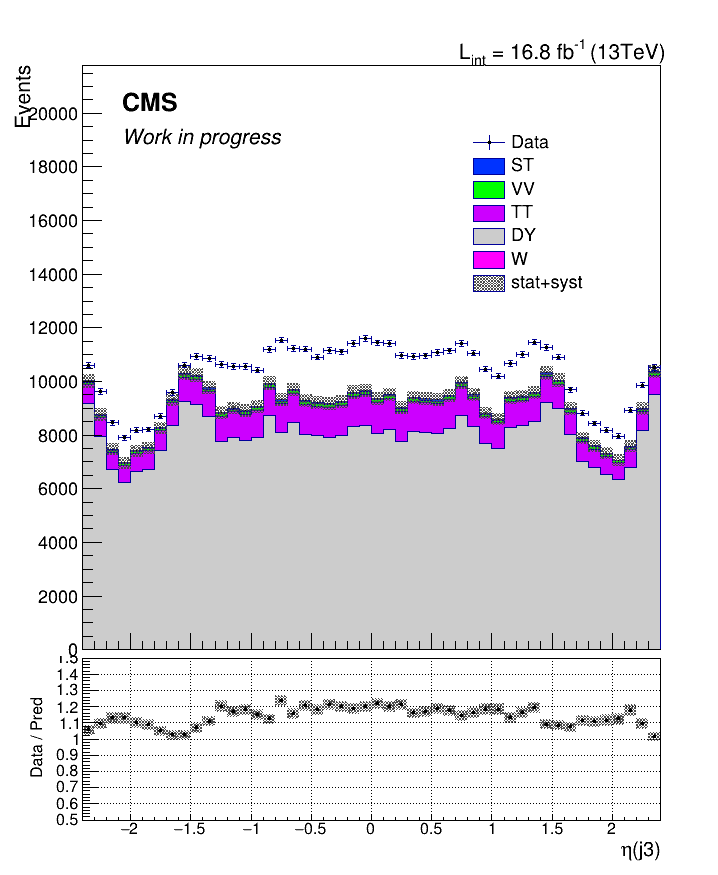 L_int = 16.8 fb^-1 (13TeV)
Events
CMS
Work in progress
Data
ST
VV
TT
DY
W
stat+syst
20000
18000
16000
14000
12000
10000
8000
6000
4000
2000
0
Data / Pred
1.5
1.4
1.3
1.2
1.1
1
0.9
0.8
0.7
0.6
0.5
−2 −1.5 −1 −0.5 0 0.5 1 1.5 2
η(j3)